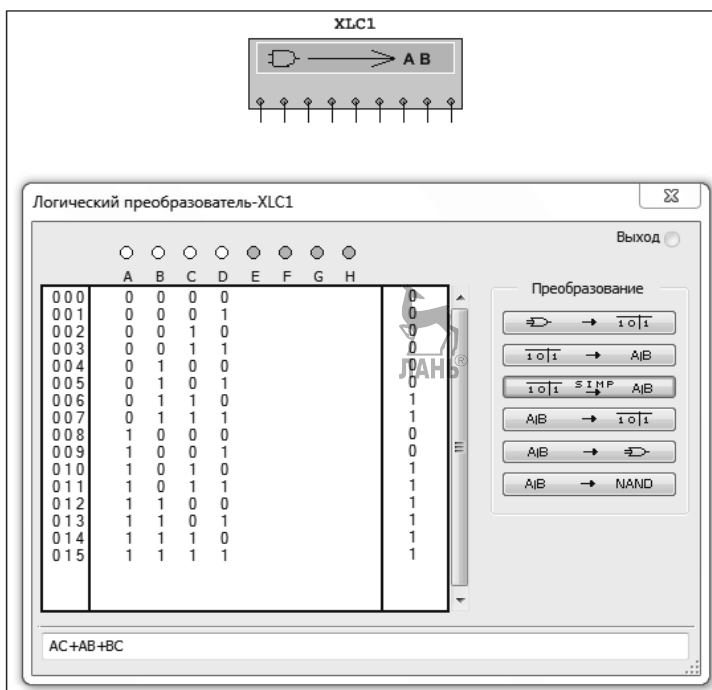 XLC1
A B
Логический преобразователь-XLC1
Выход
A B C D E F G H
000 0 0 0 0 0
001 0 0 0 1 0
002 0 0 1 0 0
003 0 0 1 1 0
004 0 1 0 0 0
005 0 1 0 1 0
006 0 1 1 0 1
007 0 1 1 1 1
008 1 0 0 0 0
009 1 0 0 1 0
010 1 0 1 0 1
011 1 0 1 1 1
012 1 1 0 0 1
013 1 1 0 1 1
014 1 1 1 0 1
015 1 1 1 1 1
ЛАНЬ®
Преобразование
→ 1 0 1
1 0 1 → A|B
1 0 1 SIMP → A|B
A|B → 1 0 1
A|B →
A|B → NAND
AC+AB+BC